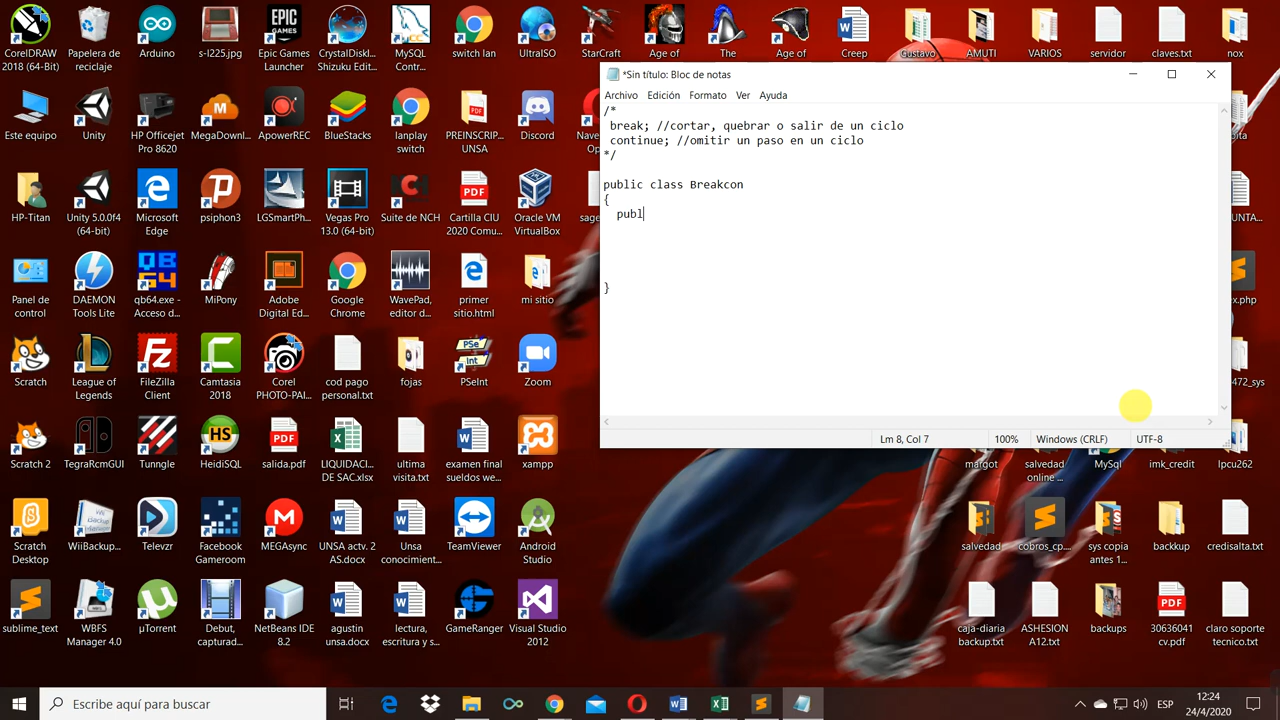 CorelDRAW
2018 (64-Bit)
Papelera de
reciclaje
Arduino
s-l225.jpg
Epic Games
Launcher
CrystalDiskI...
Shizuku Edit...
MySQL
Contr...
switch lan
UltraISO
StarCraft
Age of
The
Age of
Creep
Gustavo
AMUTI
VARIOS
servidor
claves.txt
nox
*Sin título: Bloc de notas
Archivo Edición Formato Ver Ayuda
/*
break; //cortar, quebrar o salir de un ciclo
continue; //omitir un paso en un ciclo
*/
public class Breakcon
{
publ
}
Lm 8, Col 7 100% Windows (CRLF) UTF-8
Este equipo
Unity
HP Officejet
Pro 8620
MegaDownl...
ApowerREC
BlueStacks
lanplay
switch
PREINSCRIP...
UNSA
Discord
HP-Titan
Unity 5.0.0f4
(64-bit)
Microsoft
Edge
psiphon3
LGSmartPh...
Vegas Pro
13.0 (64-bit)
Suite de NCH
Cartilla CIU
2020 Comu...
Oracle VM
VirtualBox
Panel de
control
DAEMON
Tools Lite
qb64.exe -
Acceso d...
MiPony
Adobe
Digital Ed...
Google
Chrome
WavePad,
editor d...
primer
sitio.html
mi sitio
Scratch
League of
Legends
FileZilla
Client
Camtasia
2018
Corel
PHOTO-PAI...
cod pago
personal.txt
fojas
PSeInt
Zoom
Scratch 2
TegraRcmGUI
Tunngle
HeidiSQL
salida.pdf
LIQUIDACI...
DE SAC.xlsx
ultima
visita.txt
examen final
sueldos we...
xampp
margot
salvedad
online ...
MySql
imk_credit
lpcu262
Scratch
Desktop
WiiBackup...
Televzr
Facebook
Gameroom
MEGAsync
UNSA actv. 2
AS.docx
Unsa
conocimient...
TeamViewer
Android
Studio
salvedad
cobros_cp....
sys copia
antes 1...
backkup
credisalta.txt
sublime_text
WBFS
Manager 4.0
µTorrent
Debut,
capturad...
NetBeans IDE
8.2
agustin
unsa.docx
lectura,
escritura y s...
GameRanger
Visual Studio
2012
caja-diaria
backup.txt
ASHESION
A12.txt
backups
30636041
cv.pdf
claro soporte
tecnico.txt
Escribe aquí para buscar
ESP
12:24
24/4/2020